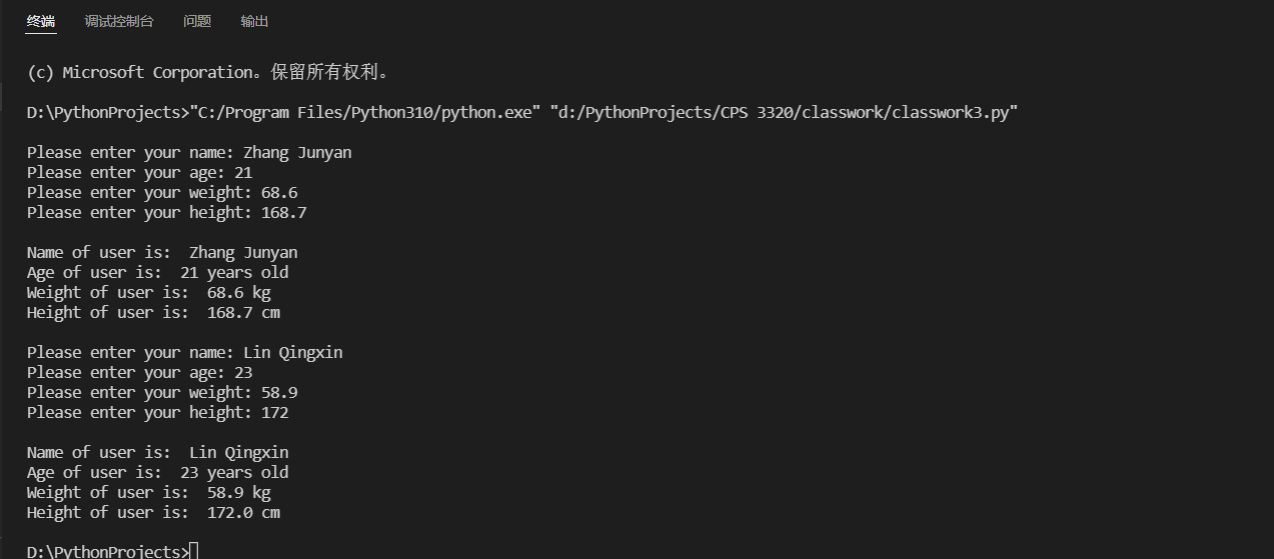 终端 调试控制台 问题 输出
(c) Microsoft Corporation。保留所有权利。
D:\PythonProjects>"C:/Program Files/Python310/python.exe" "d:/PythonProjects/CPS 3320/classwork/classwork3.py"
Please enter your name: Zhang Junyan
Please enter your age: 21
Please enter your weight: 68.6
Please enter your height: 168.7
Name of user is:  Zhang Junyan
Age of user is:  21 years old
Weight of user is:  68.6 kg
Height of user is:  168.7 cm
Please enter your name: Lin Qingxin
Please enter your age: 23
Please enter your weight: 58.9
Please enter your height: 172
Name of user is:  Lin Qingxin
Age of user is:  23 years old
Weight of user is:  58.9 kg
Height of user is:  172.0 cm
D:\PythonProjects>